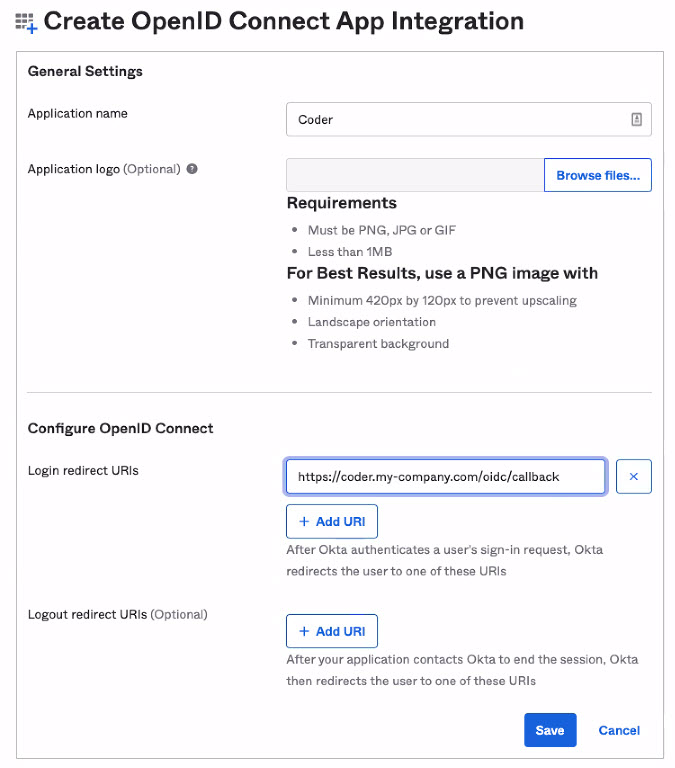 Create OpenID Connect App Integration
General Settings
Application name
Coder
Application logo (Optional) ?
Browse files...
Requirements
• Must be PNG, JPG or GIF
• Less than 1MB
For Best Results, use a PNG image with
• Minimum 420px by 120px to prevent upscaling
• Landscape orientation
• Transparent background
Configure OpenID Connect
Login redirect URIs
https://coder.my-company.com/oidc/callback
+ Add URI
After Okta authenticates a user's sign-in request, Okta
redirects the user to one of these URIs
Logout redirect URIs (Optional)
+ Add URI
After your application contacts Okta to end the session, Okta
then redirects the user to one of these URIs
Save Cancel